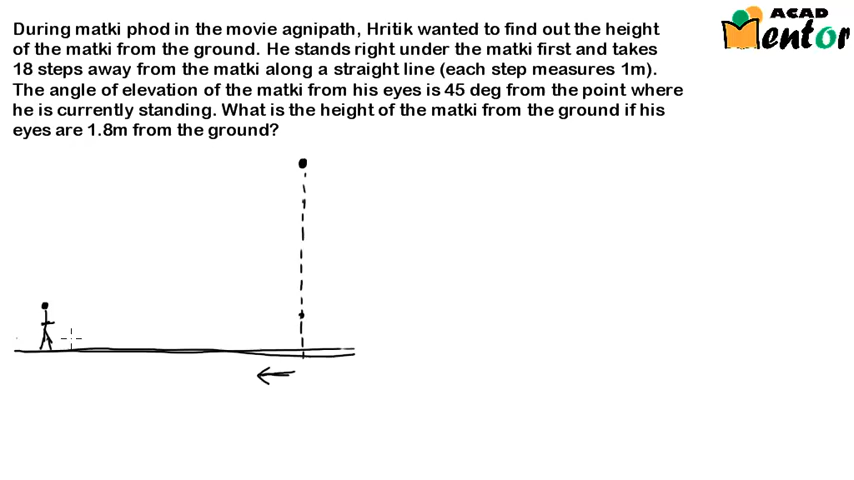 During matki phod in the movie agnipath, Hritik wanted to find out the height
of the matki from the ground. He stands right under the matki first and takes
18 steps away from the matki along a straight line (each step measures 1m).
The angle of elevation of the matki from his eyes is 45 deg from the point where
he is currently standing. What is the height of the matki from the ground if his
eyes are 1.8m from the ground?
ACAD
Mentor